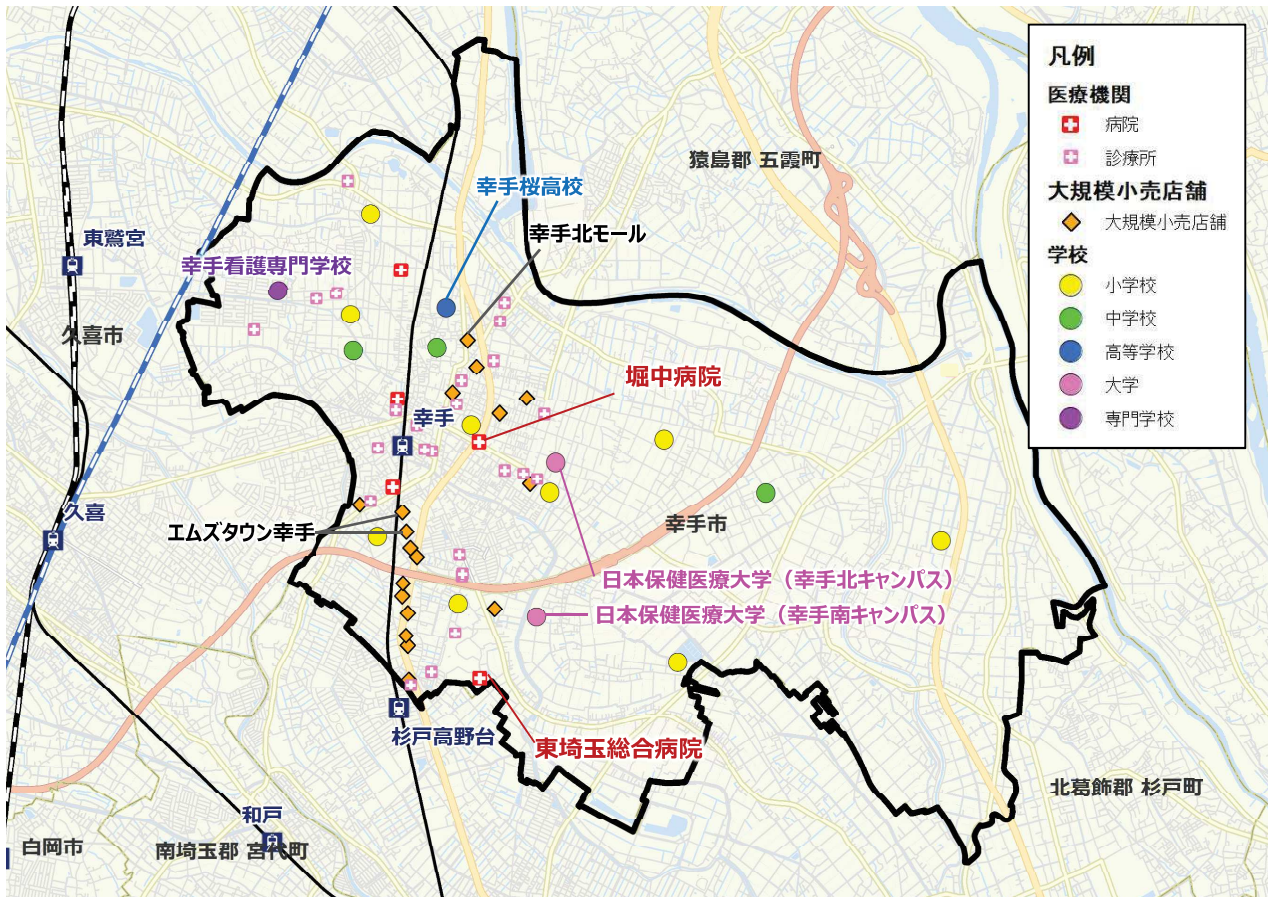 凡例
医療機関
病院
診療所
大規模小売店舗
大規模小売店舗
学校
小学校
中学校
高等学校
大学
専門学校
猿島郡 五霞町
幸手桜高校
幸手北モール
東鷲宮
幸手看護専門学校
久喜市
堀中病院
幸手
久喜
エムズタウン幸手
幸手市
日本保健医療大学（幸手北キャンパス）
日本保健医療大学（幸手南キャンパス）
杉戸高野台
東埼玉総合病院
北葛飾郡 杉戸町
和戸
白岡市
南埼玉郡 宮代町